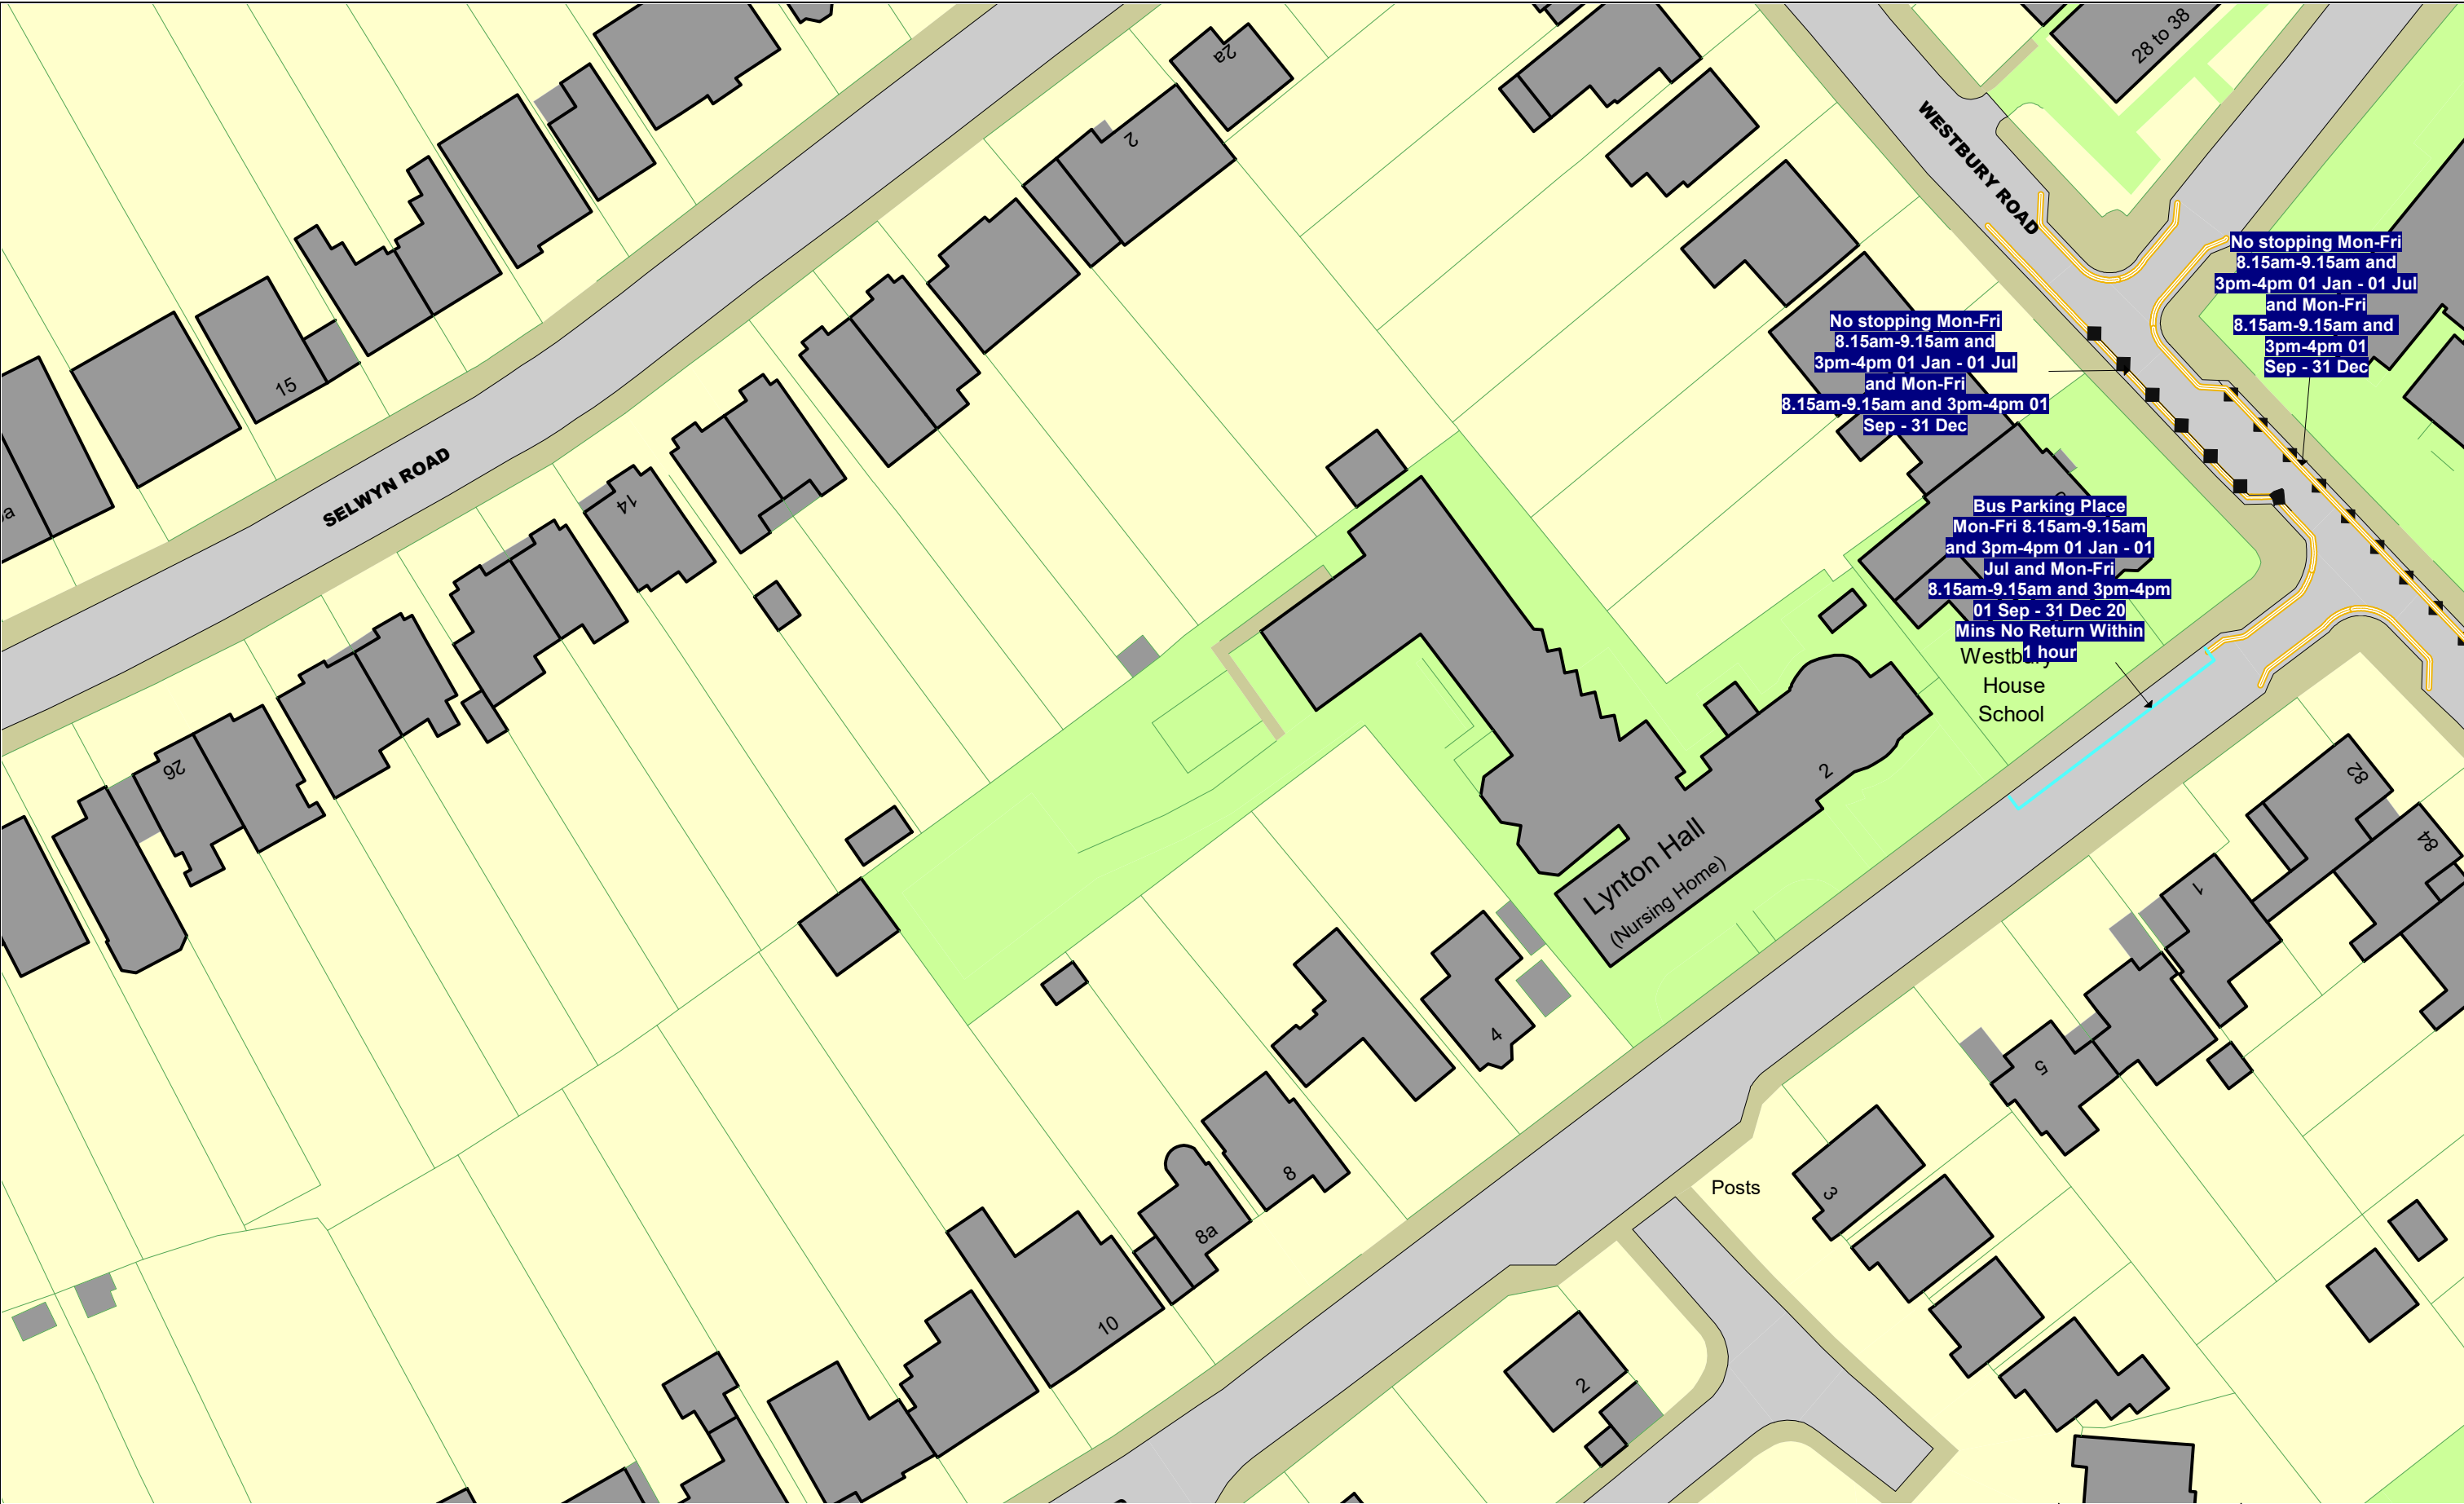 28 to 38
2a
2
WESTBURY ROAD
No stopping Mon-Fri
8.15am-9.15am and
3pm-4pm 01 Jan - 01 Jul
and Mon-Fri
8.15am-9.15am and
3pm-4pm 01
Sep - 31 Dec
No stopping Mon-Fri
8.15am-9.15am and
3pm-4pm 01 Jan - 01 Jul
and Mon-Fri
8.15am-9.15am and 3pm-4pm 01
Sep - 31 Dec
15
SELWYN ROAD
14
Bus Parking Place
Mon-Fri 8.15am-9.15am
and 3pm-4pm 01 Jan - 01
Jul and Mon-Fri
8.15am-9.15am and 3pm-4pm
01 Sep - 31 Dec 20
Mins No Return Within
1 hour
Westbury
House
School
26
2
82
84
Lynton Hall
(Nursing Home)
1
4
5
8
3
Posts
8a
10
2